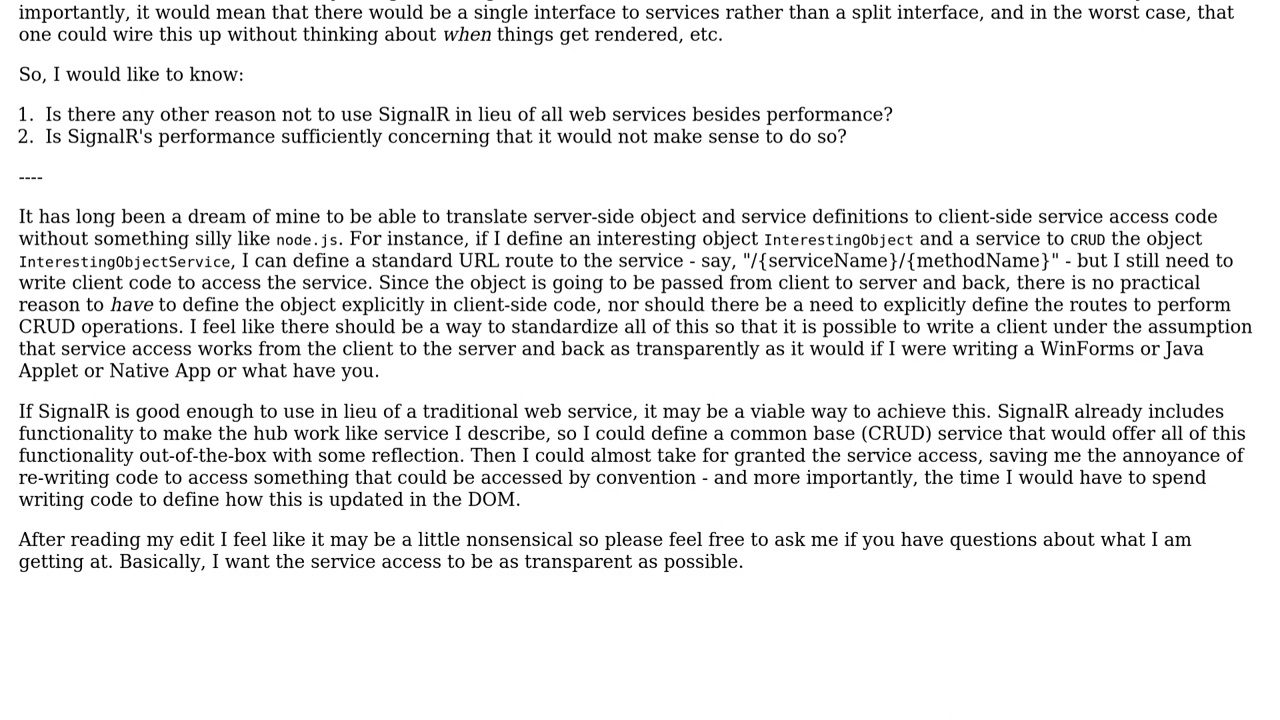 importantly, it would mean that there would be a single interface to services rather than a split interface, and in the worst case, that
one could wire this up without thinking about when things get rendered, etc.
So, I would like to know:
1. Is there any other reason not to use SignalR in lieu of all web services besides performance?
2. Is SignalR's performance sufficiently concerning that it would not make sense to do so?
----
It has long been a dream of mine to be able to translate server-side object and service definitions to client-side service access code
without something silly like node.js. For instance, if I define an interesting object InterestingObject and a service to CRUD the object
InterestingObjectService, I can define a standard URL route to the service - say, "/{serviceName}/{methodName}" - but I still need to
write client code to access the service. Since the object is going to be passed from client to server and back, there is no practical
reason to have to define the object explicitly in client-side code, nor should there be a need to explicitly define the routes to perform
CRUD operations. I feel like there should be a way to standardize all of this so that it is possible to write a client under the assumption
that service access works from the client to the server and back as transparently as it would if I were writing a WinForms or Java
Applet or Native App or what have you.
If SignalR is good enough to use in lieu of a traditional web service, it may be a viable way to achieve this. SignalR already includes
functionality to make the hub work like service I describe, so I could define a common base (CRUD) service that would offer all of this
functionality out-of-the-box with some reflection. Then I could almost take for granted the service access, saving me the annoyance of
re-writing code to access something that could be accessed by convention - and more importantly, the time I would have to spend
writing code to define how this is updated in the DOM.
After reading my edit I feel like it may be a little nonsensical so please feel free to ask me if you have questions about what I am
getting at. Basically, I want the service access to be as transparent as possible.